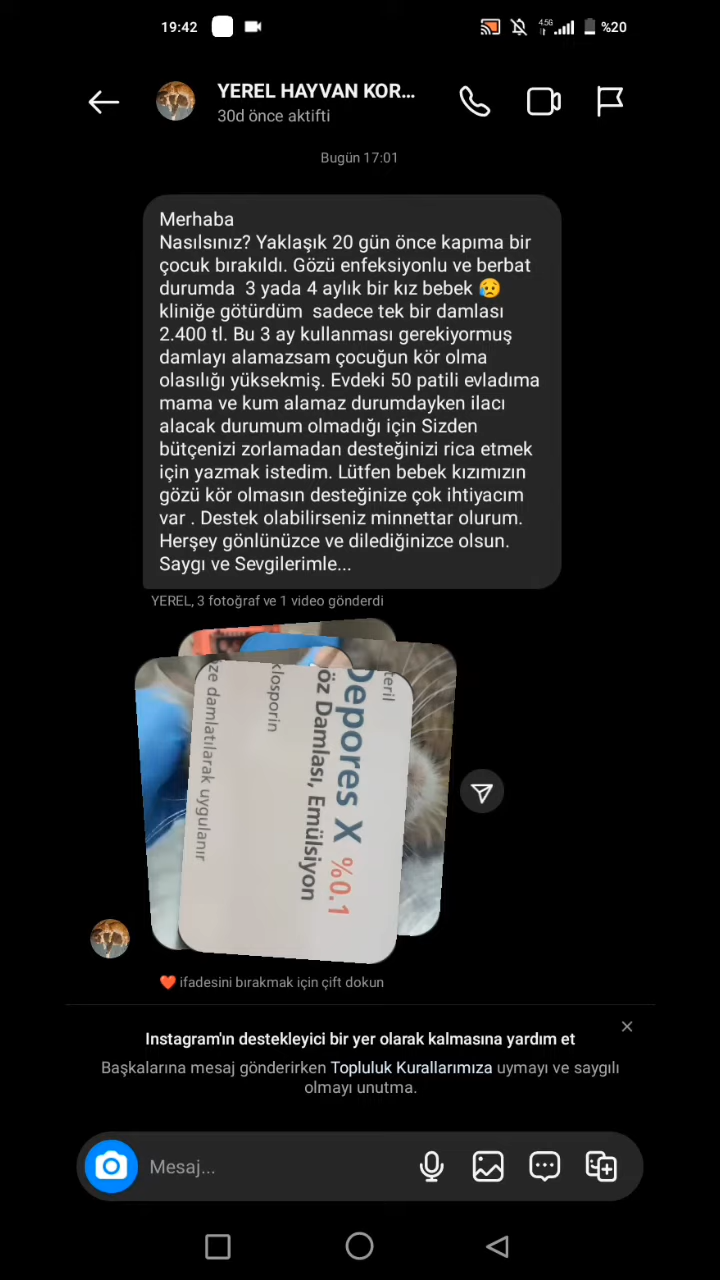 19:42
4.5G
%20
YEREL HAYVAN KOR...
30d önce aktifti
Bugün 17:01
Merhaba
Nasılsınız? Yaklaşık 20 gün önce kapıma bir
çocuk bırakıldı. Gözü enfeksiyonlu ve berbat
durumda 3 yada 4 aylık bir kız bebek 😥
kliniğe götürdüm sadece tek bir damlası
2.400 tl. Bu 3 ay kullanması gerekiyormuş
damlayı alamazsam çocuğun kör olma
olasılığı yüksekmiş. Evdeki 50 patili evladıma
mama ve kum alamaz durumdayken ilacı
alacak durumum olmadığı için Sizden
bütçenizi zorlamadan desteğinizi rica etmek
için yazmak istedim. Lütfen bebek kızımızın
gözü kör olmasın desteğinize çok ihtiyacım
var . Destek olabilirseniz minnettar olurum.
Herşey gönlünüzce ve dilediğinizce olsun.
Saygı ve Sevgilerimle...
YEREL, 3 fotoğraf ve 1 video gönderdi
teril
Depores X %0.1
öz Damlası, Emülsiyon
klosporin
ze damlatılarak uygulanır
❤️ ifadesini bırakmak için çift dokun
Instagram'ın destekleyici bir yer olarak kalmasına yardım et
Başkalarına mesaj gönderirken Topluluk Kurallarımıza uymayı ve saygılı
olmayı unutma.
Mesaj...